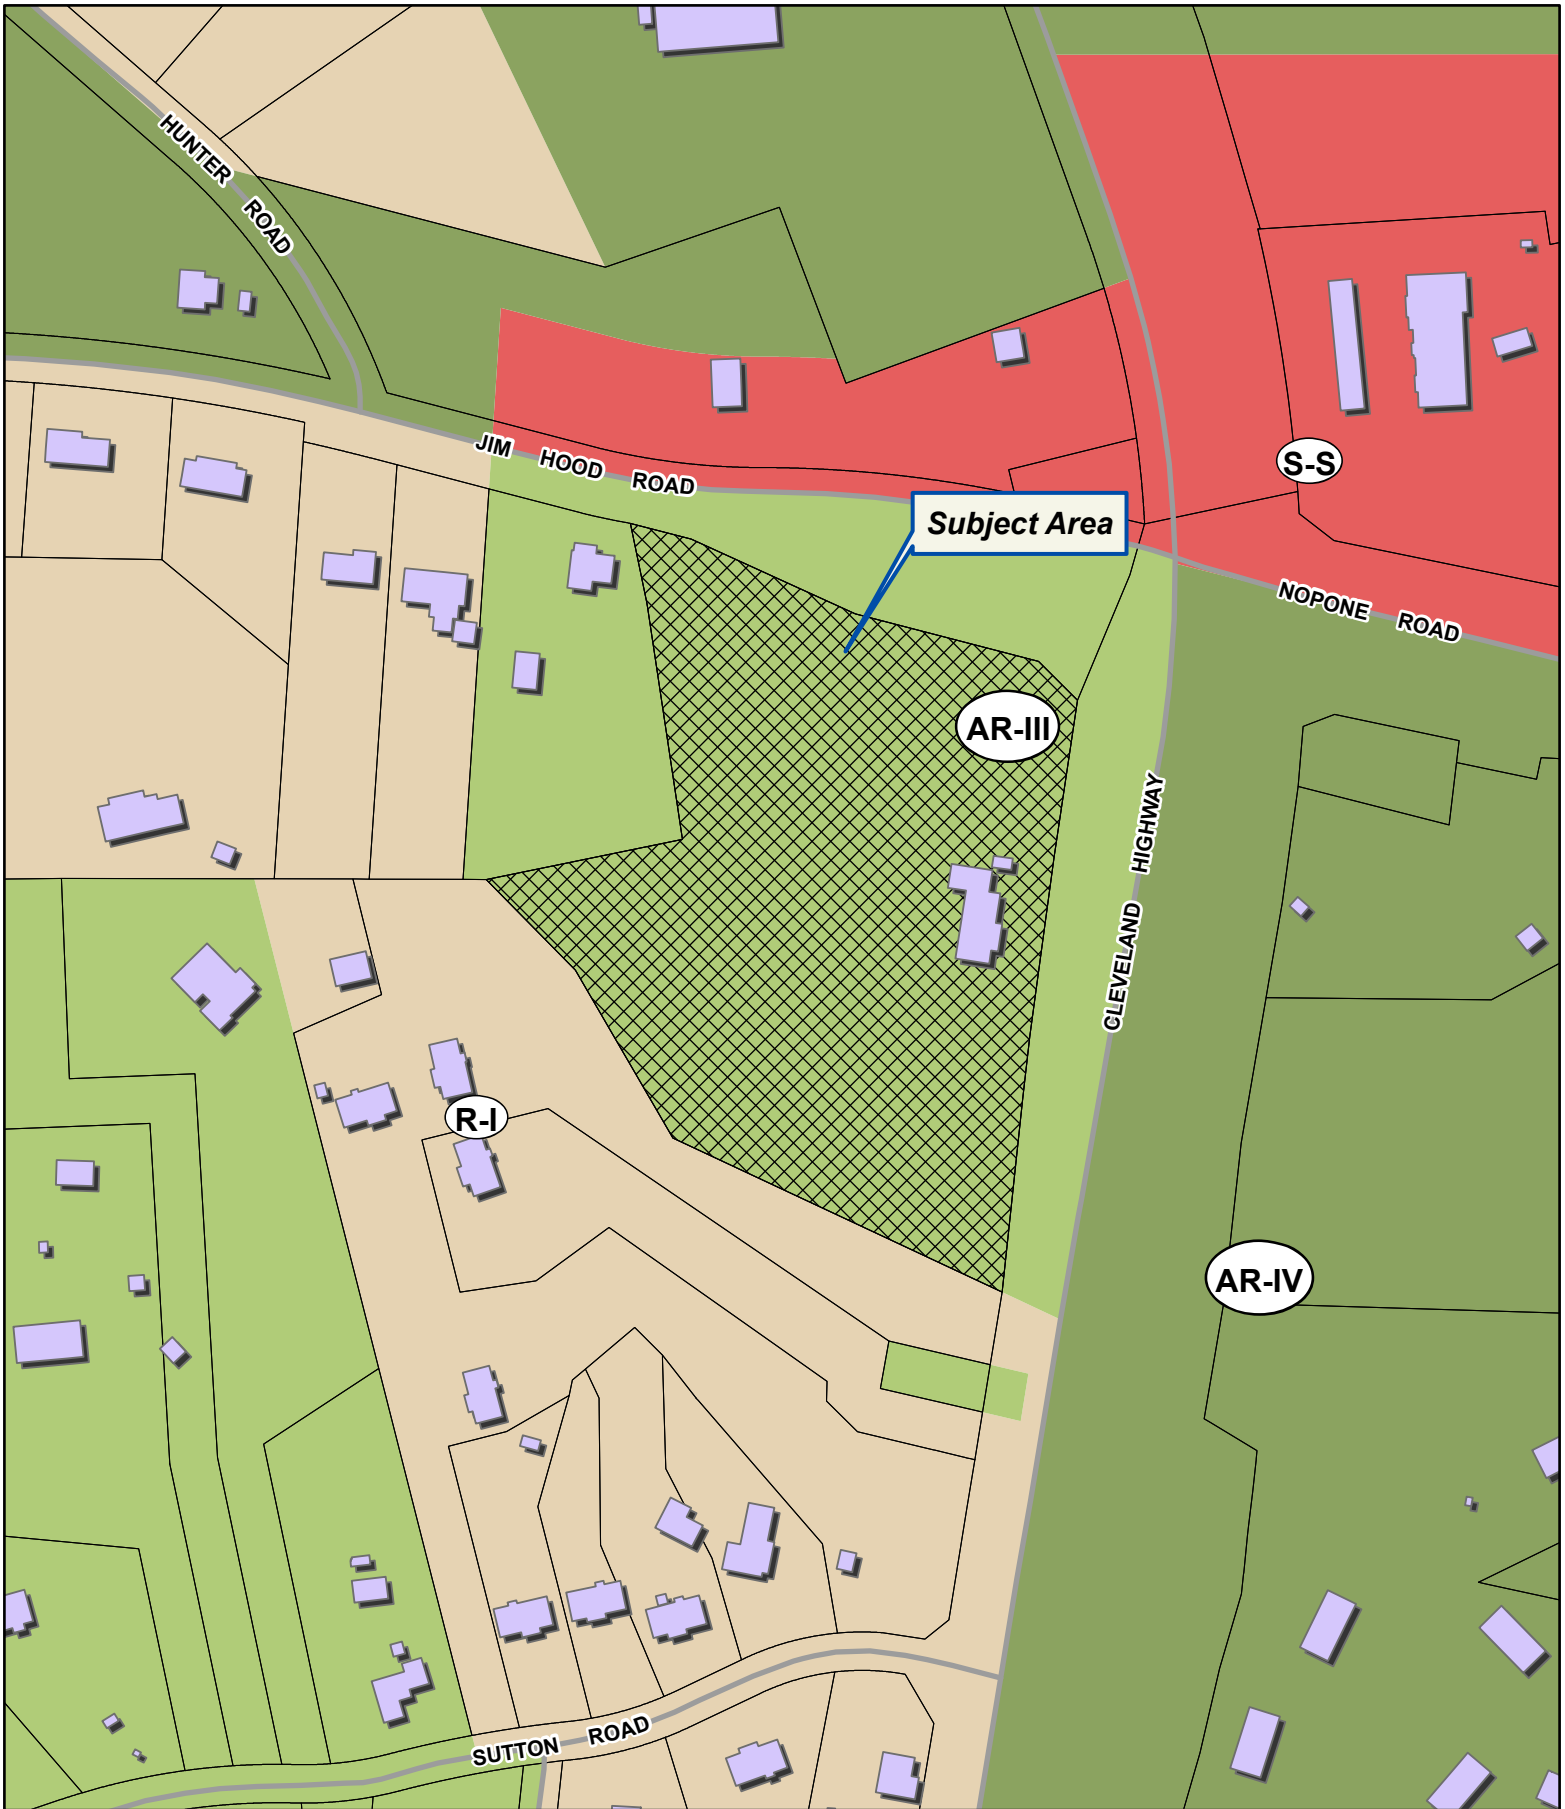 HUNTER ROAD
JIM HOOD ROAD
S-S
Subject Area
NOPONE ROAD
AR-III
CLEVELAND HIGHWAY
R-I
AR-IV
SUTTON ROAD